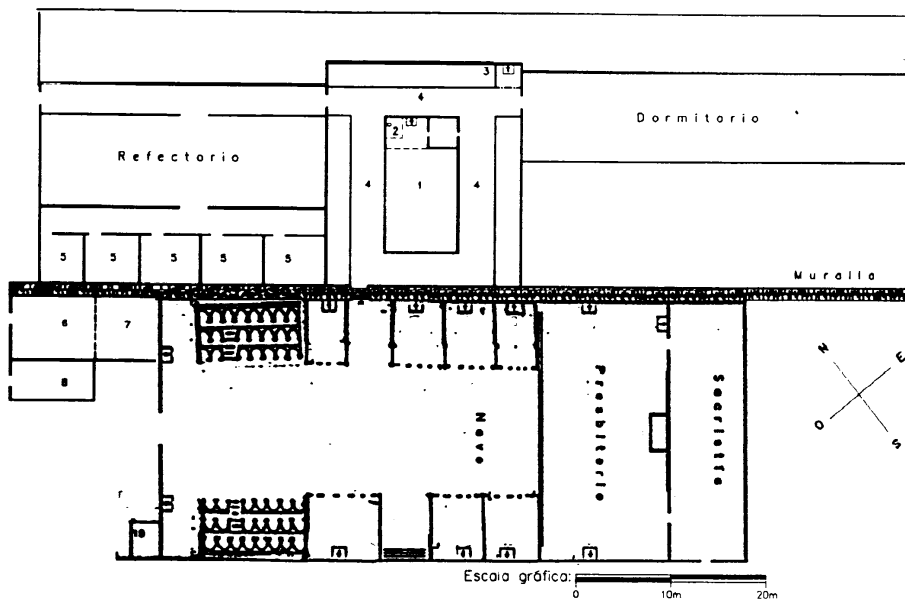 3
4
Dormitorio
2
Refectorio
4
1
4
5
5
5
5
5
Muralla
6
7
8
N
E
O
S
Nave
Presbiterio
Sacristía
10
Escala gráfica:
0
10m
20m